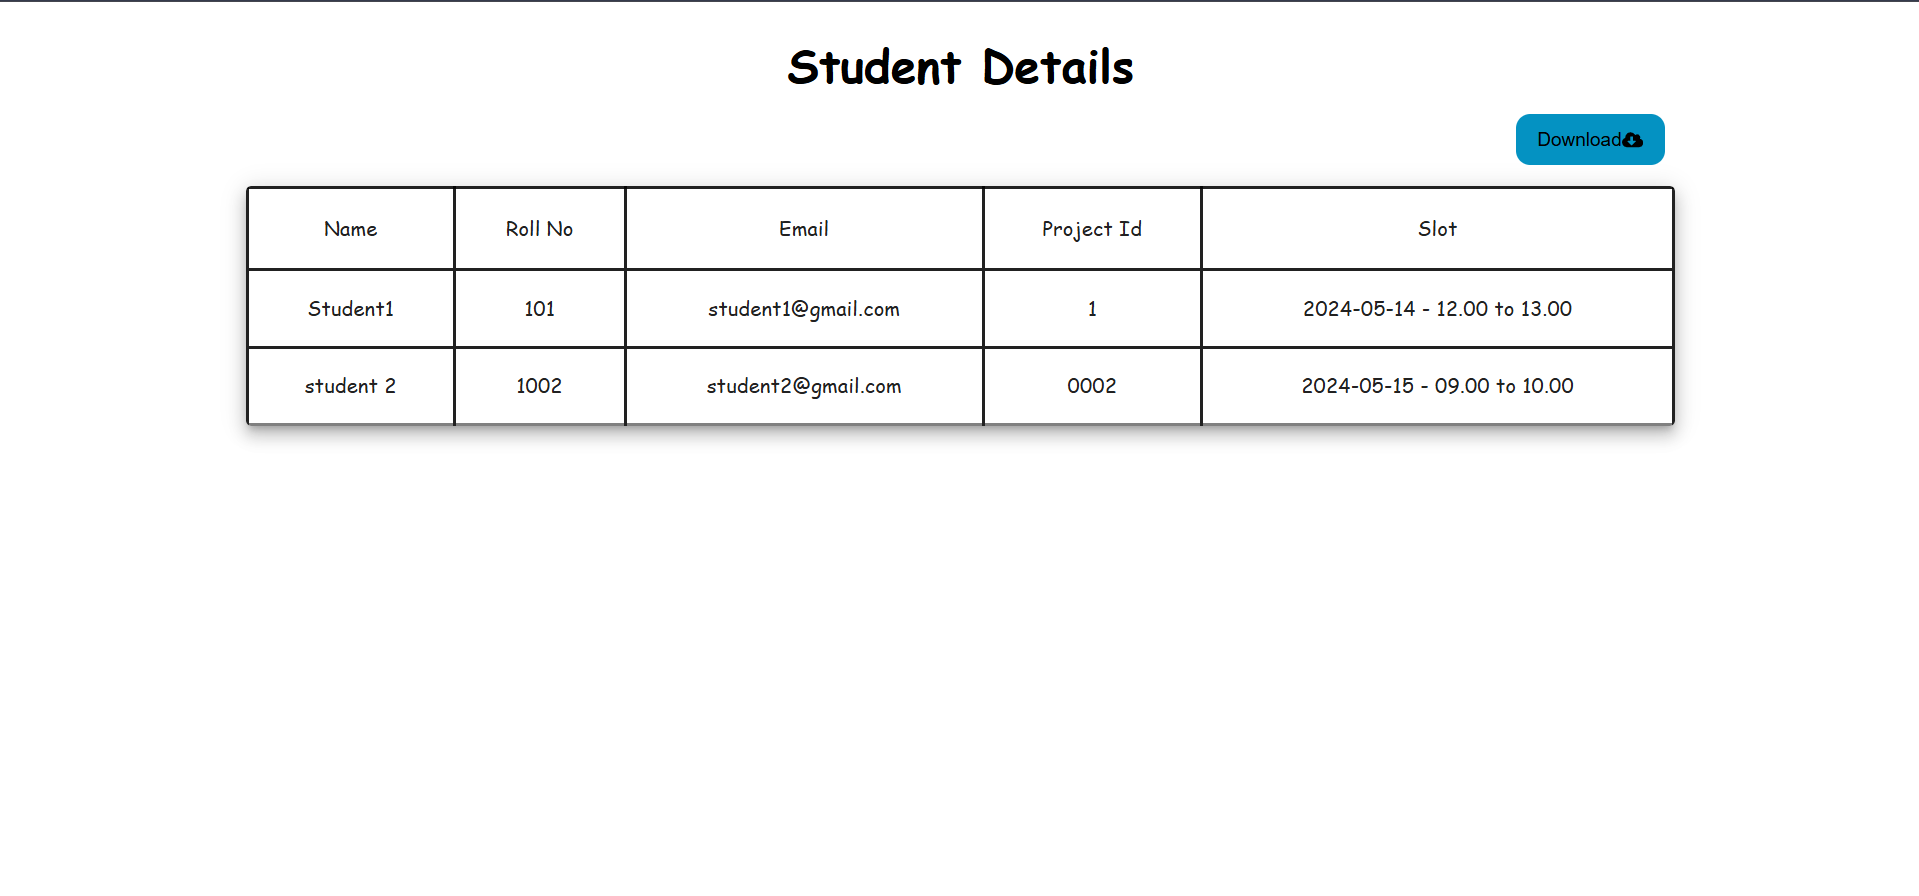 Student Details
Download
Name Roll No Email Project Id Slot
Student1 101 student1@gmail.com 1 2024-05-14 - 12.00 to 13.00
student 2 1002 student2@gmail.com 0002 2024-05-15 - 09.00 to 10.00